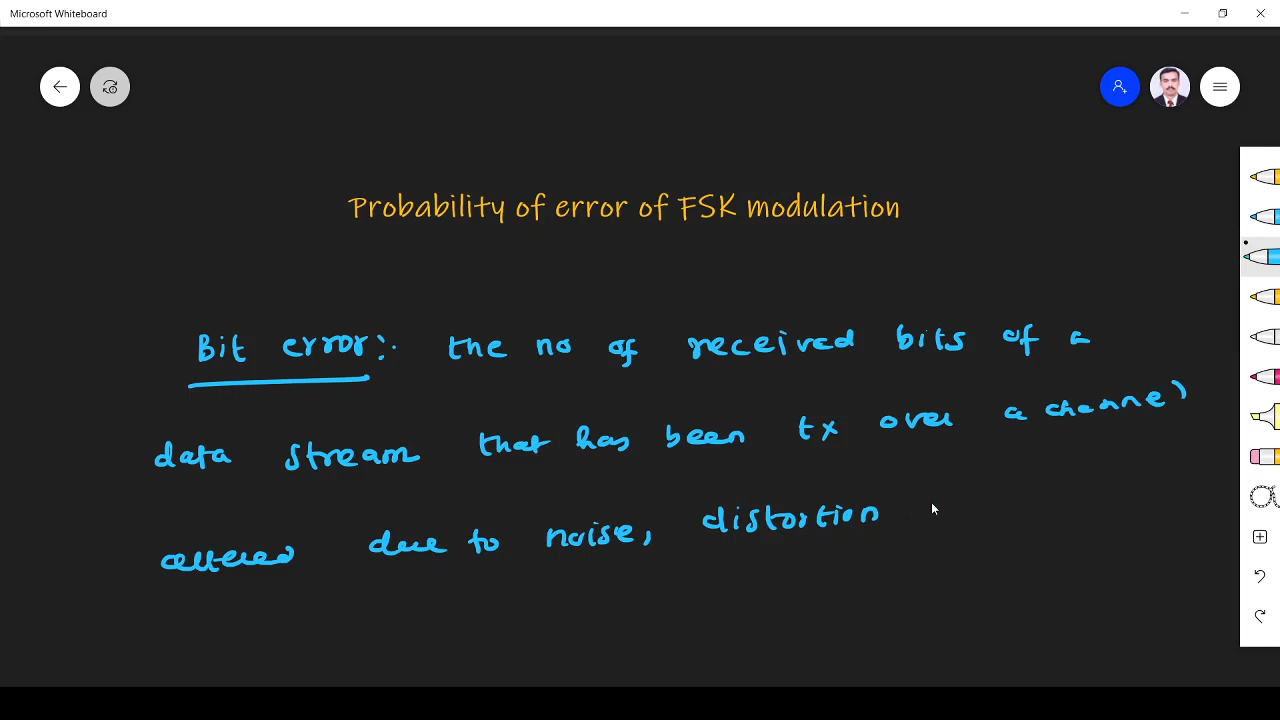 Microsoft Whiteboard
Probability of error of FSK modulation
Bit error:- the no of received bits of a
data stream that has been tx over a channel
altered due to noise, distortion